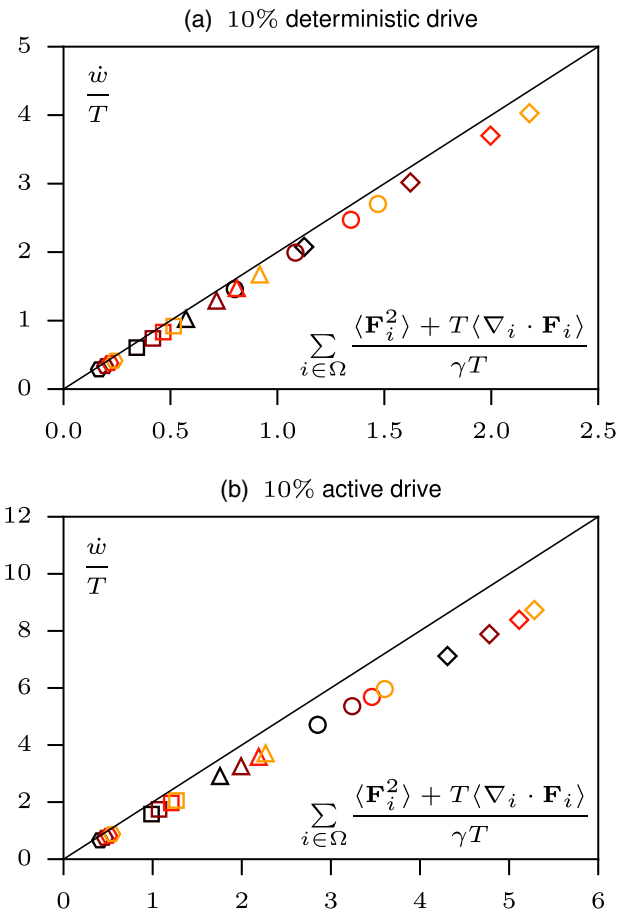 (a) 10% deterministic drive
5
4
3
2
1
0
ẇ
T
∑ ⟨F_i^2⟩ + T⟨∇_i · F_i⟩
i∈Ω γT
0.0 0.5 1.0 1.5 2.0 2.5
(b) 10% active drive
12
10
8
6
4
2
0
ẇ
T
∑ ⟨F_i^2⟩ + T⟨∇_i · F_i⟩
i∈Ω γT
0 1 2 3 4 5 6